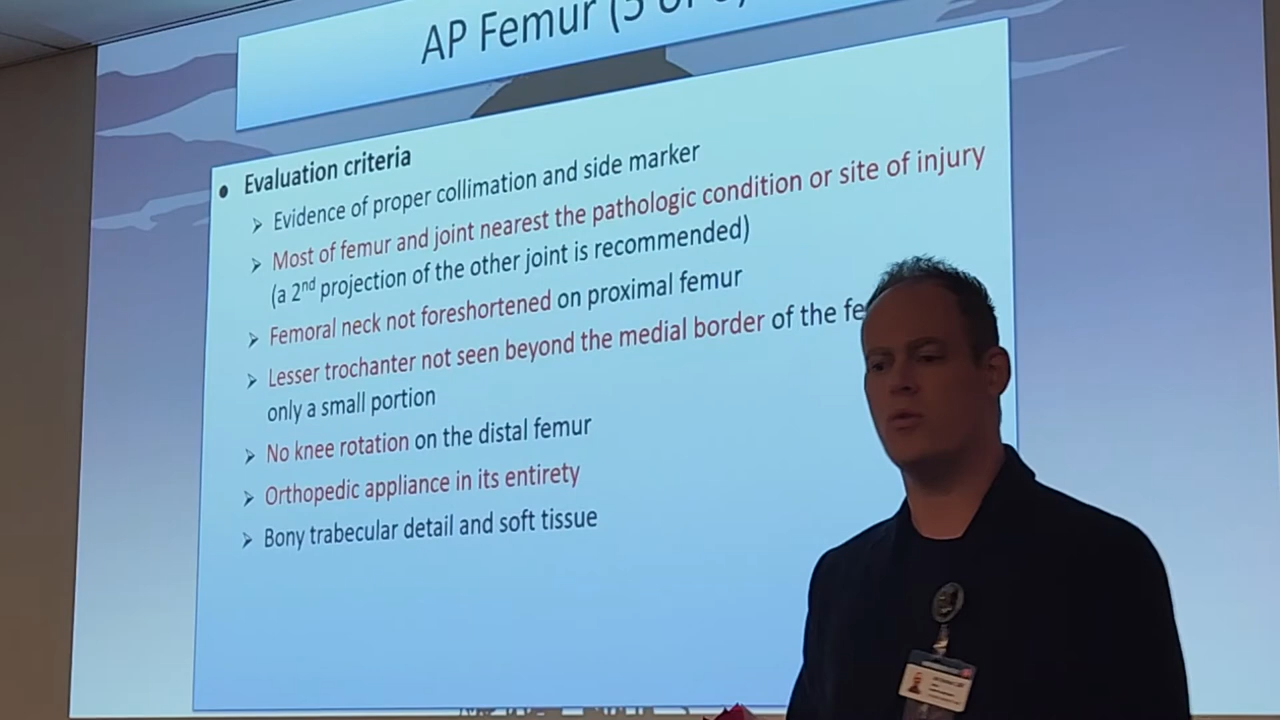 AP Femur (5 of
Evaluation criteria
Evidence of proper collimation and side marker
Most of femur and joint nearest the pathologic condition or site of injury
(a 2nd projection of the other joint is recommended)
Femoral neck not foreshortened on proximal femur
Lesser trochanter not seen beyond the medial border of the fe
only a small portion
No knee rotation on the distal femur
Orthopedic appliance in its entirety
Bony trabecular detail and soft tissue